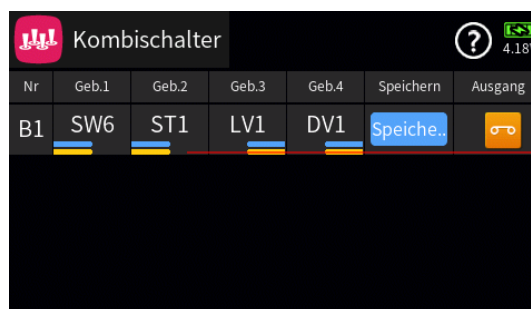 Kombischalter
?
4.18V
Nr Geb.1 Geb.2 Geb.3 Geb.4 Speichern Ausgang
B1 SW6 ST1 LV1 DV1 Speiche..